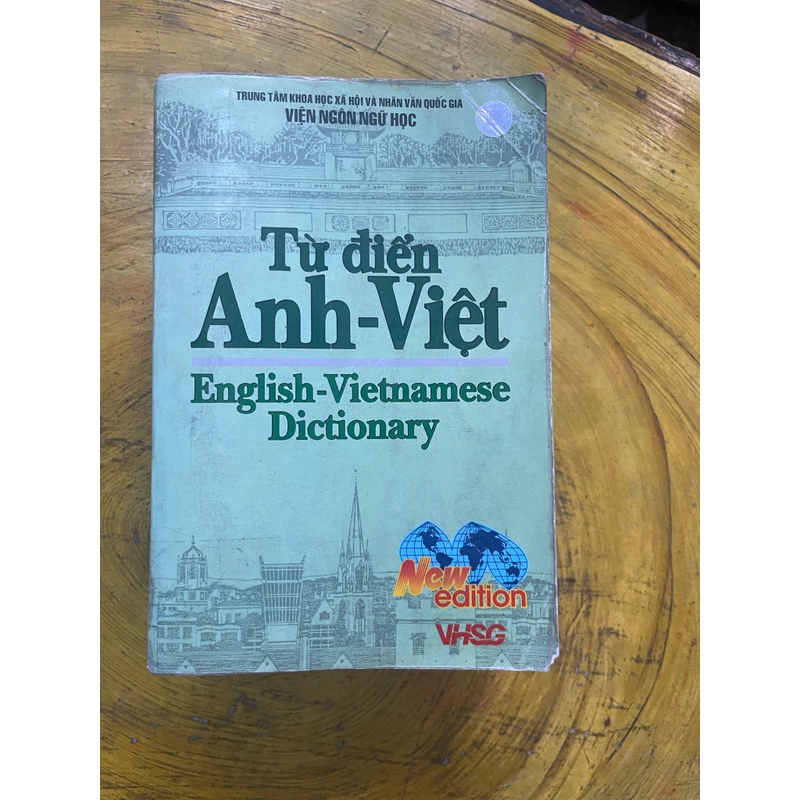 TRUNG TÂM KHOA HỌC XÃ HỘI VÀ NHÂN VĂN QUỐC GIA
VIỆN NGÔN NGỮ HỌC
Từ điển
Anh-Việt
English-Vietnamese
Dictionary
New
edition
VHSG